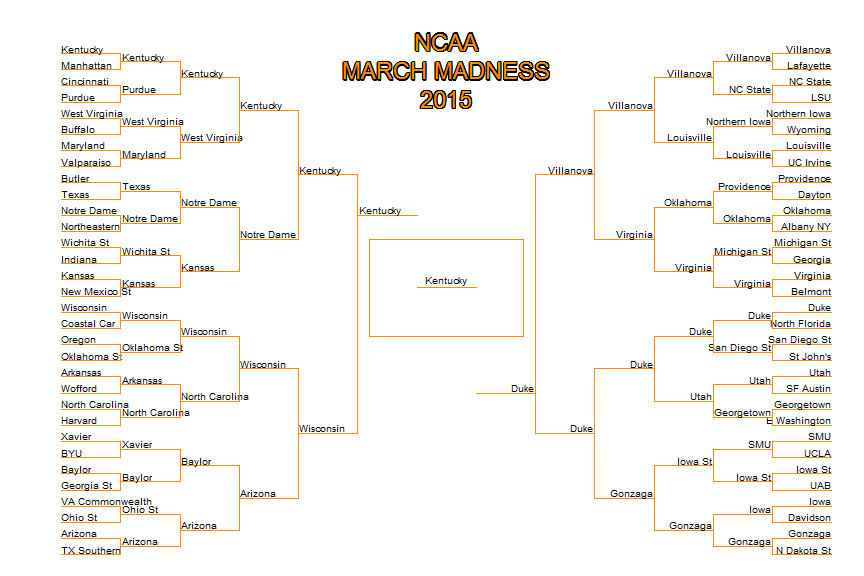 NCAA
MARCH MADNESS
2015
Kentucky
Manhattan
Cincinnati
Purdue
West Virginia
Buffalo
Maryland
Valparaiso
Butler
Texas
Notre Dame
Northeastern
Wichita St
Indiana
Kansas
New Mexico St
Wisconsin
Coastal Car
Oregon
Oklahoma St
Arkansas
Wofford
North Carolina
Harvard
Xavier
BYU
Baylor
Georgia St
VA Commonwealth
Ohio St
Arizona
TX Southern
Kentucky
Purdue
West Virginia
Maryland
Texas
Notre Dame
Wichita St
Kansas
Wisconsin
Oklahoma St
Arkansas
North Carolina
Xavier
Baylor
Ohio St
Arizona
Kentucky
West Virginia
Notre Dame
Kansas
Wisconsin
North Carolina
Baylor
Arizona
Kentucky
Notre Dame
Wisconsin
Arizona
Kentucky
Wisconsin
Kentucky
Kentucky
Duke
Villanova
Duke
Villanova
Virginia
Duke
Gonzaga
Villanova
Louisville
Oklahoma
Virginia
Duke
Utah
Iowa St
Gonzaga
Villanova
NC State
Northern Iowa
Louisville
Providence
Oklahoma
Michigan St
Virginia
Duke
San Diego St
Utah
Georgetown
SMU
Iowa St
Iowa
Gonzaga
Villanova
Lafayette
NC State
LSU
Northern Iowa
Wyoming
Louisville
UC Irvine
Providence
Dayton
Oklahoma
Albany NY
Michigan St
Georgia
Virginia
Belmont
Duke
North Florida
San Diego St
St John's
Utah
SF Austin
Georgetown
E Washington
SMU
UCLA
Iowa St
UAB
Iowa
Davidson
Gonzaga
N Dakota St